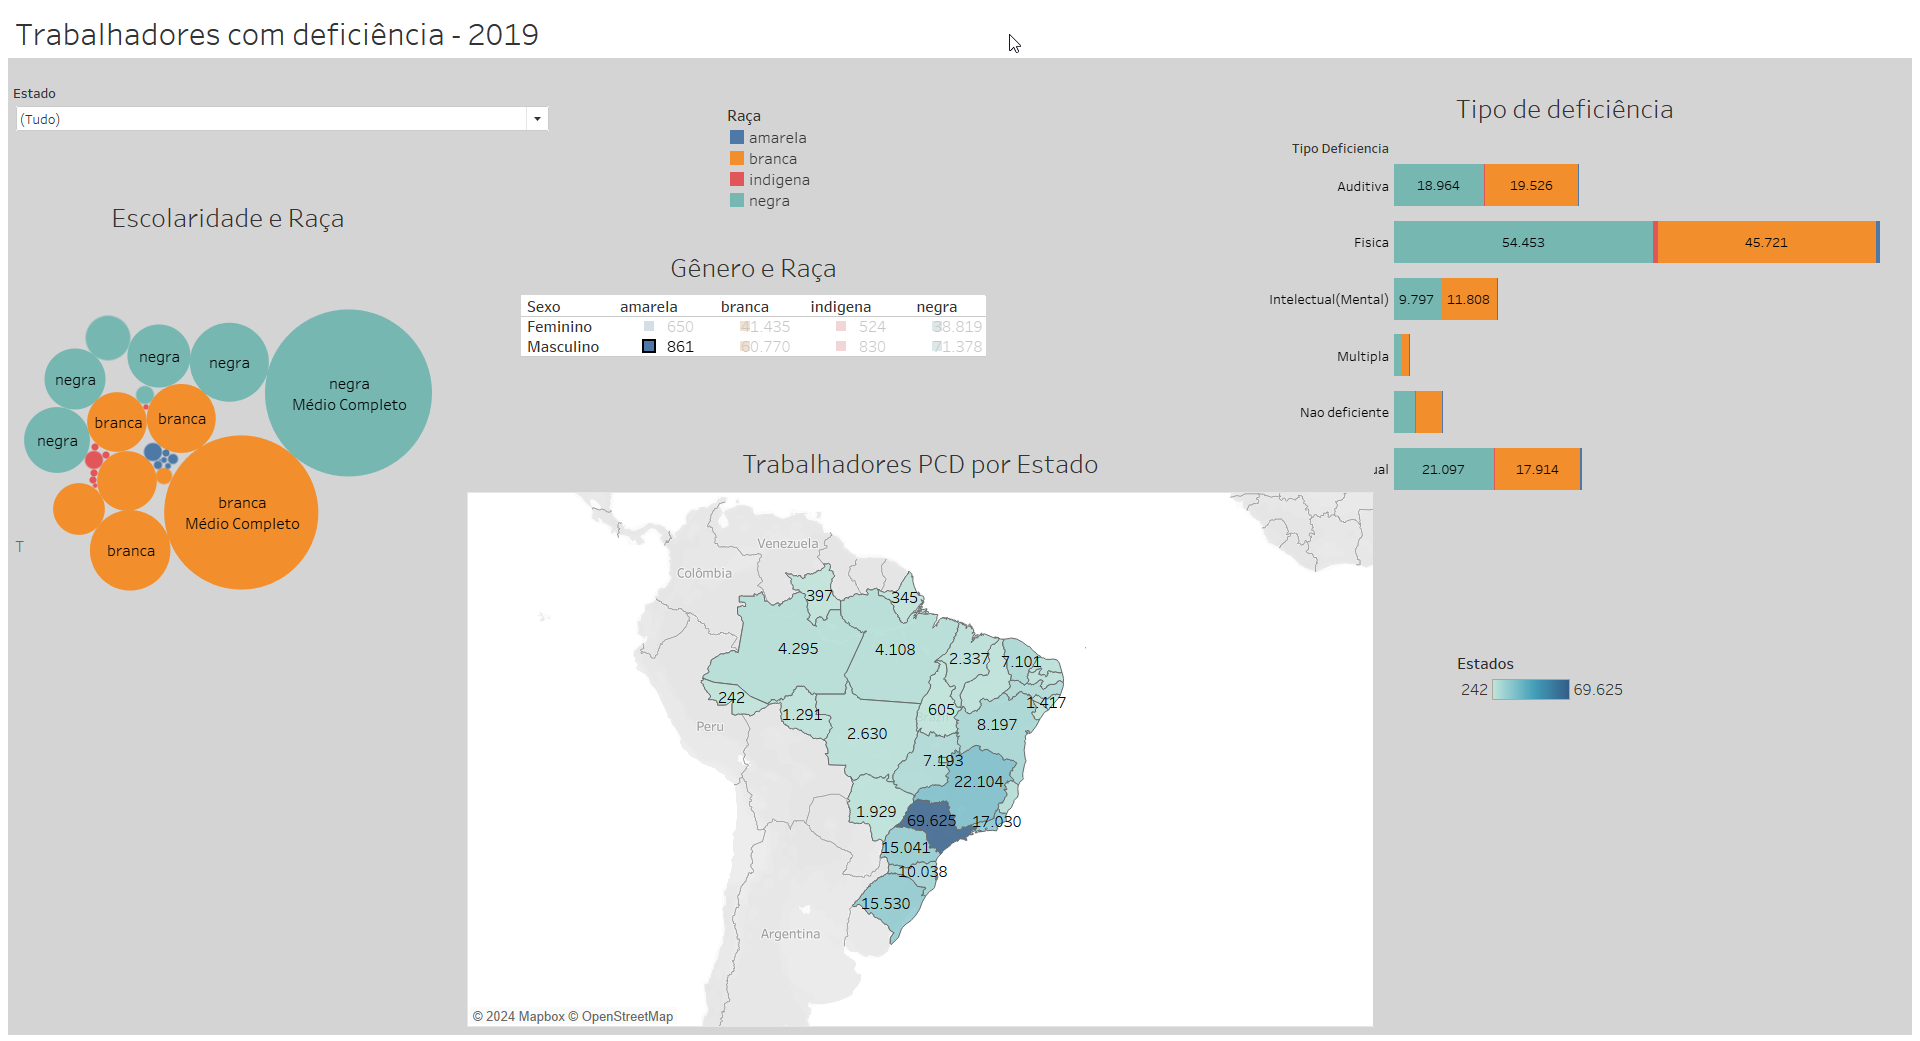 Trabalhadores com deficiência - 2019
Estado
(Tudo)
Raça
amarela
branca
indigena
negra
Tipo de deficiência
Tipo Deficiencia
Auditiva 18.964 19.526
Fisica 54.453 45.721
Intelectual(Mental) 9.797 11.808
Multipla
Nao deficiente
ual 21.097 17.914
Escolaridade e Raça
negra
negra
negra
negra
Médio Completo
negra
branca
branca
branca
Médio Completo
branca
T
Gênero e Raça
Sexo amarela branca indigena negra
Feminino 650 41.435 524 38.819
Masculino 861 60.770 830 71.378
Trabalhadores PCD por Estado
Venezuela
Colômbia
397
345
4.295
4.108
2.337
7.101
242
605
1.417
1.291
Peru
8.197
2.630
7.193
22.104
1.929
69.625
17.030
15.041
10.038
15.530
Argentina
© 2024 Mapbox © OpenStreetMap
Estados
242 69.625